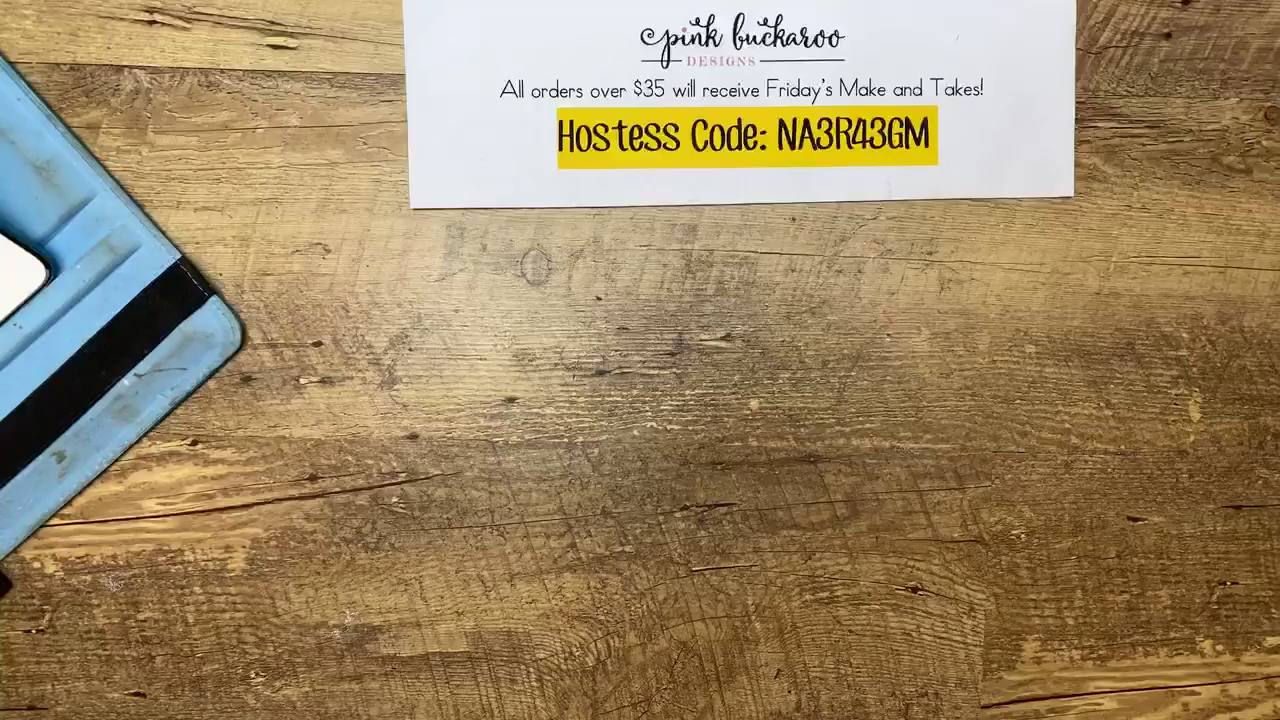 pink buckaroo
DESIGNS
All orders over $35 will receive Friday's Make and Takes!
Hostess Code: NA3R43GM